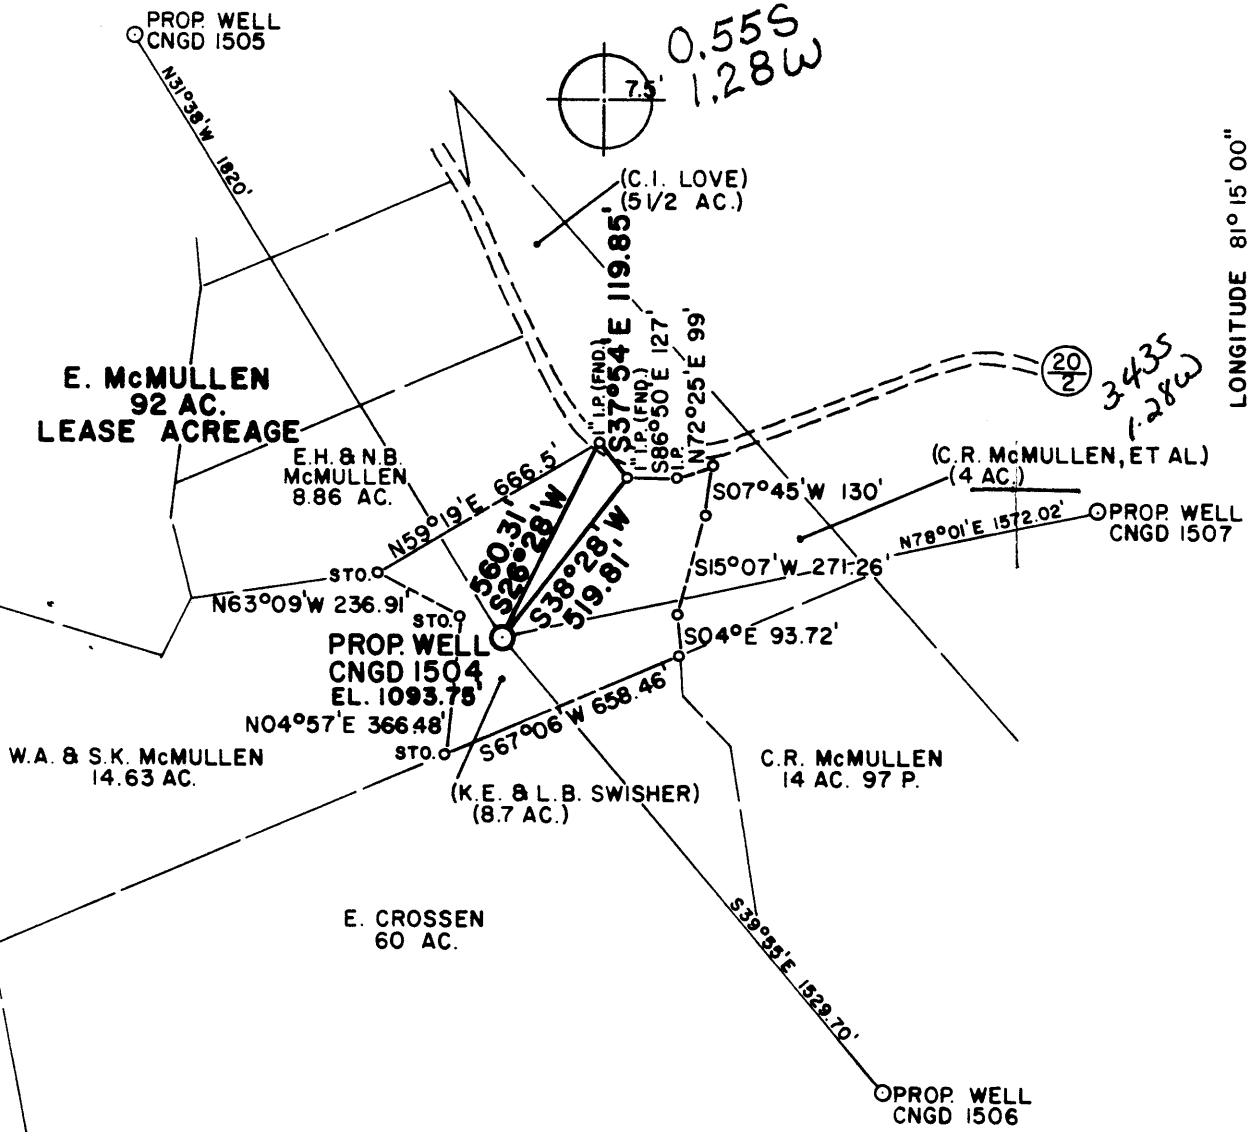 PROP. WELL
CNGD 1505
0.55S
1.28W
7.5'
N31°38'W 1820'
(C.I. LOVE)
(5 1/2 AC.)
LONGITUDE 81° 15' 00"
S37°54'E 119.85'
1" I.P. (FND.)
1" I.P. (FND.)
S86°50'E 127'
I.P.
N72°25'E 99'
20
2
3.43S
1.28W
E. McMULLEN
92 AC.
LEASE ACREAGE
E.H. & N.B.
McMULLEN
8.86 AC.
N59°19'E 666.5'
(C.R. McMULLEN, ET AL.)
(4 AC.)
S07°45'W 130'
PROP. WELL
CNGD 1507
N78°01'E 1572.02'
560.31'
S26°28'W
S38°28'W
519.81'
S15°07'W 271.26'
STO.
N63°09'W 236.91'
STO.
S04°E 93.72'
PROP. WELL
CNGD 1504
EL. 1093.75'
N04°57'E 366.48'
STO.
S67°06'W 658.46'
W.A. & S.K. McMULLEN
14.63 AC.
C.R. McMULLEN
14 AC. 97 P.
(K.E. & L.B. SWISHER)
(8.7 AC.)
E. CROSSEN
60 AC.
S39°55'E 1529.70'
PROP. WELL
CNGD 1506